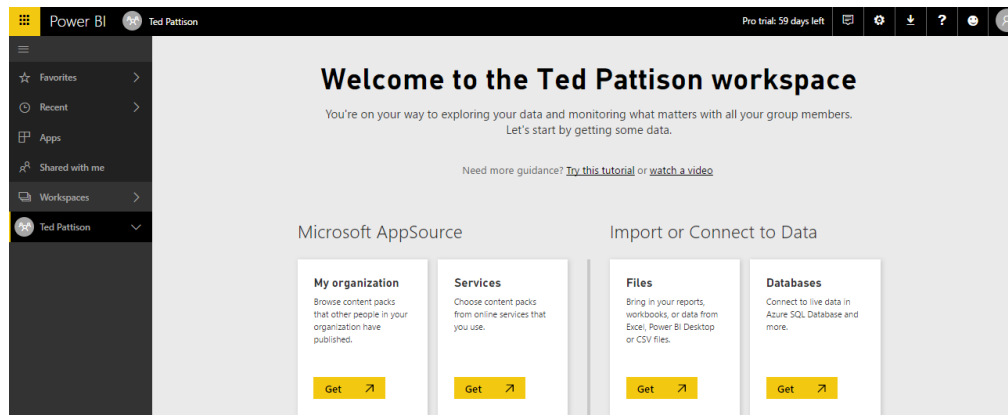 Power BI Ted Pattison Pro trial: 59 days left ?
Favorites
Recent
Apps
Shared with me
Workspaces
Ted Pattison
Welcome to the Ted Pattison workspace
You're on your way to exploring your data and monitoring what matters with all your group members.
Let's start by getting some data.
Need more guidance? Try this tutorial or watch a video
Microsoft AppSource
My organization
Browse content packs
that other people in your
organization have
published.
Get
Services
Choose content packs
from online services that
you use.
Get
Import or Connect to Data
Files
Bring in your reports,
workbooks, or data from
Excel, Power BI Desktop
or CSV files.
Get
Databases
Connect to live data in
Azure SQL Database and
more.
Get